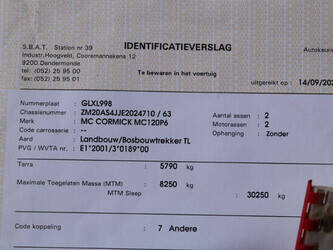 S.B.A.T. Station nr 39
IDENTIFICATIEVERSLAG
Autokeurin
Industr.Hoogveld, Cooremannekens 12
9200 Dendermonde
tel: (052) 25 95 01
fax: (052) 25 95 00
Te bewaren in het voertuig
uitgereikt op : 14/09/202
Nummerplaat : GLXL998
Chassisnummer : ZM20AS4JJE2024710 / 63
Merk : MC CORMICK MC120P6
Code carrosserie : --
Aard : Landbouw/Bosbouwtrekker TL
PVG / WVTA nr. : E1*2001/3*0189*00
Aantal assen : 2
Motorassen : 2
Ophanging : Zonder
Tarra 5790 kg
Maximale Toegelaten Massa (MTM) 8250 kg
MTM Sleep 30250 kg
Code koppeling : 7 Andere